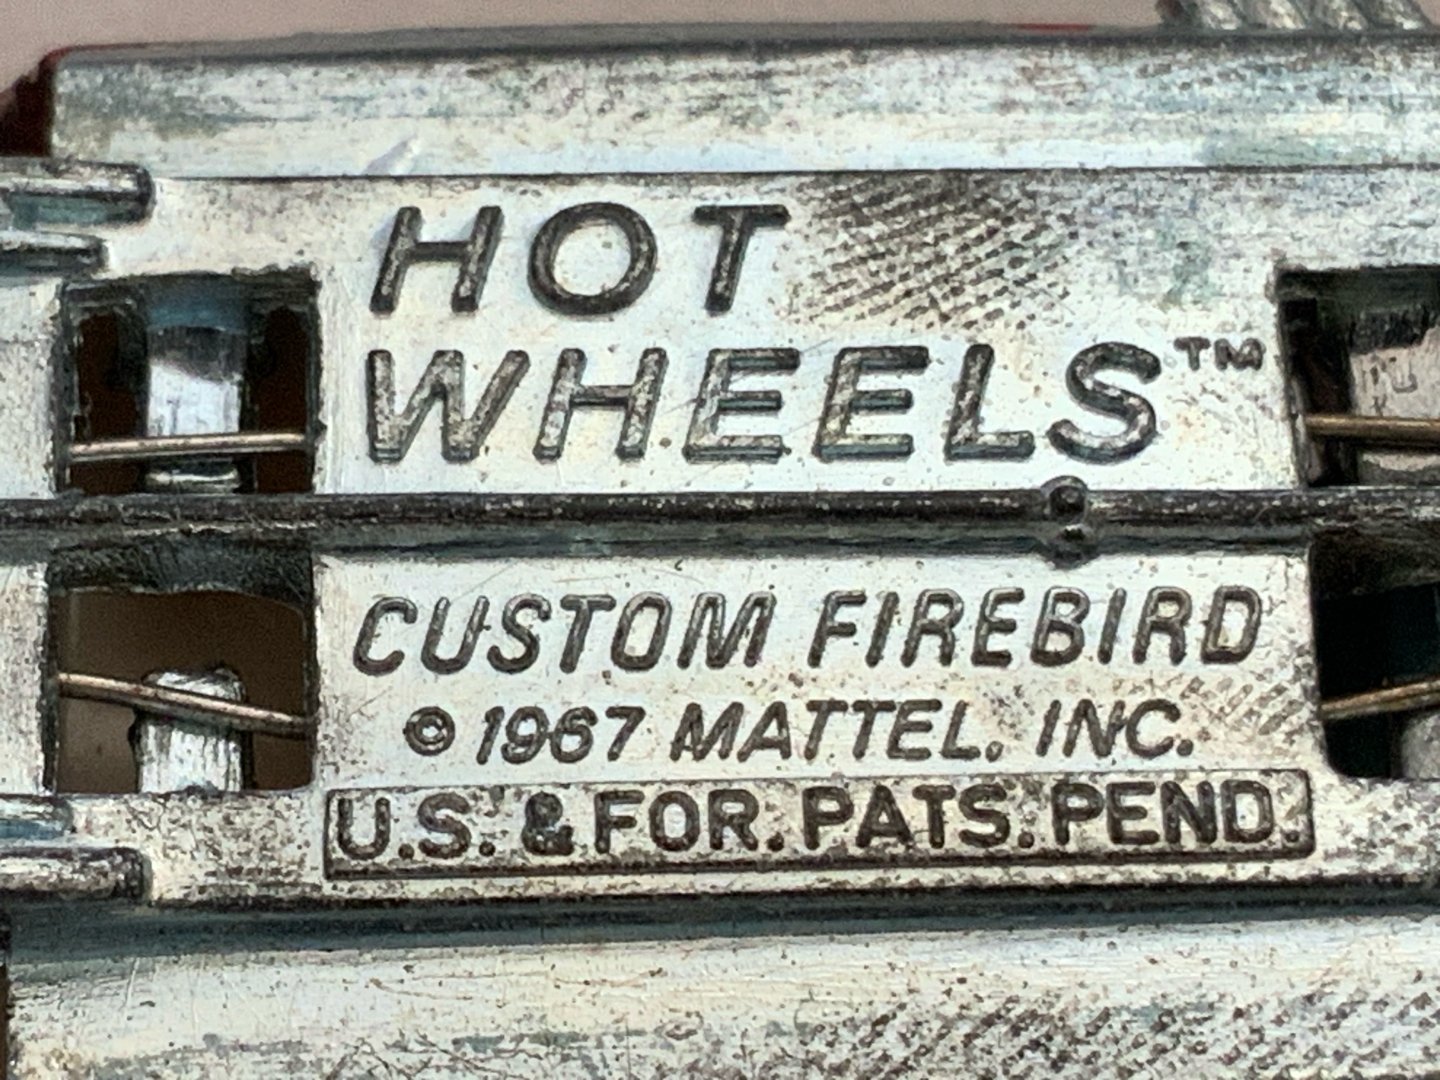 HOT
WHEELS™
CUSTOM FIREBIRD
© 1967 MATTEL, INC.
U.S. & FOR. PATS. PEND.